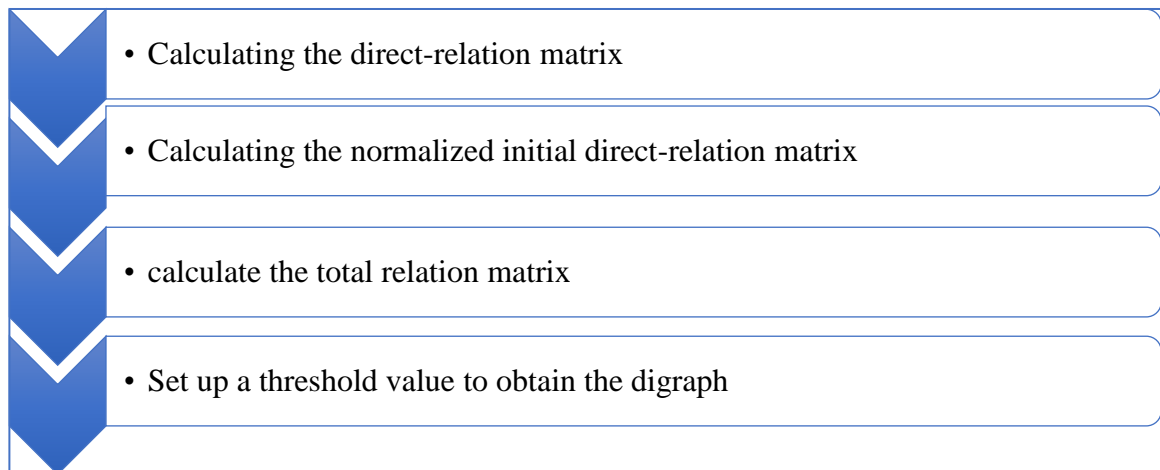 • Calculating the direct-relation matrix
• Calculating the normalized initial direct-relation matrix
• calculate the total relation matrix
• Set up a threshold value to obtain the digraph